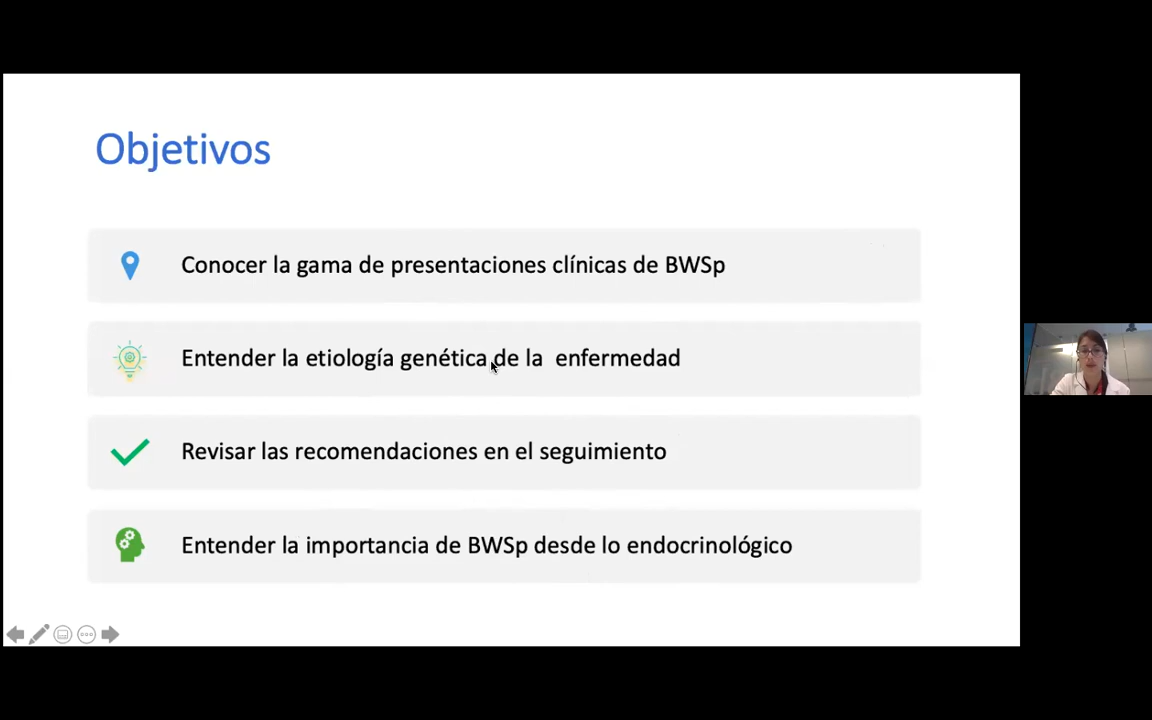 Objetivos
Conocer la gama de presentaciones clínicas de BWSp
Entender la etiología genética de la  enfermedad
Revisar las recomendaciones en el seguimiento
Entender la importancia de BWSp desde lo endocrinológico